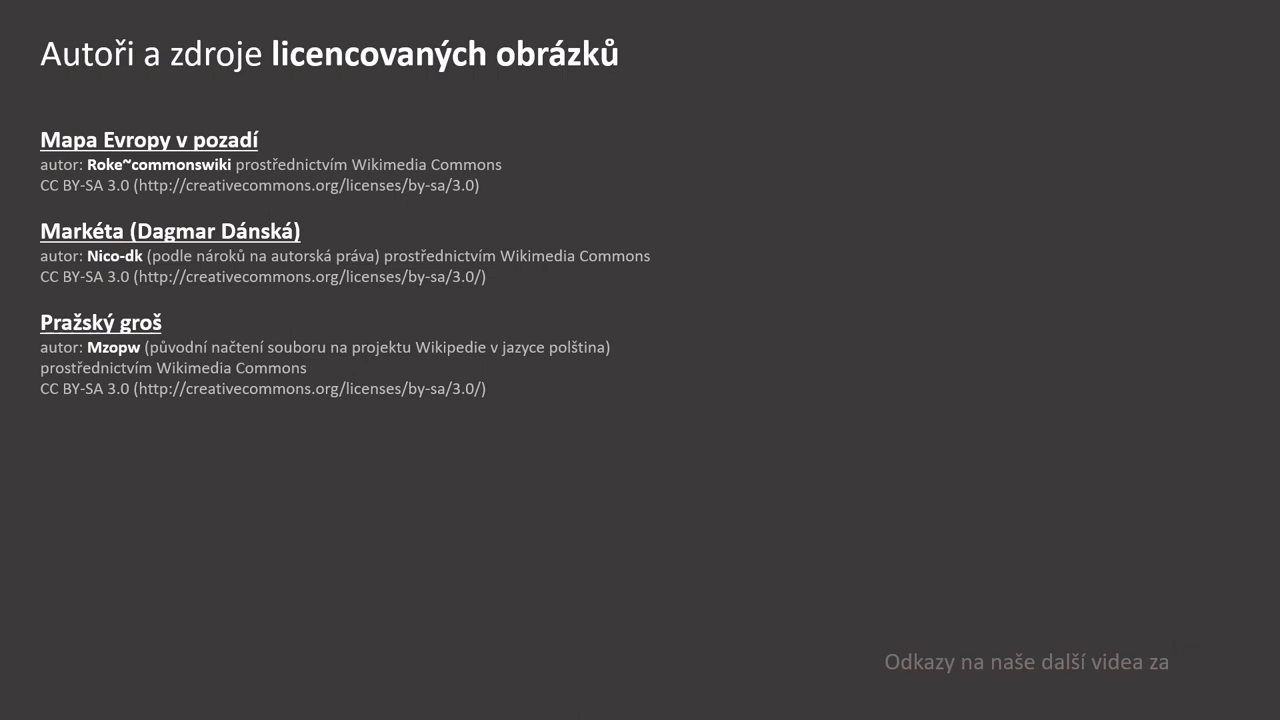 Autoři a zdroje licencovaných obrázků
Mapa Evropy v pozadí
autor: Roke~commonswiki prostřednictvím Wikimedia Commons
CC BY-SA 3.0 (http://creativecommons.org/licenses/by-sa/3.0)
Markéta (Dagmar Dánská)
autor: Nico-dk (podle nároků na autorská práva) prostřednictvím Wikimedia Commons
CC BY-SA 3.0 (http://creativecommons.org/licenses/by-sa/3.0/)
Pražský groš
autor: Mzopw (původní načtení souboru na projektu Wikipedie v jazyce polština)
prostřednictvím Wikimedia Commons
CC BY-SA 3.0 (http://creativecommons.org/licenses/by-sa/3.0/)
Odkazy na naše další videa za